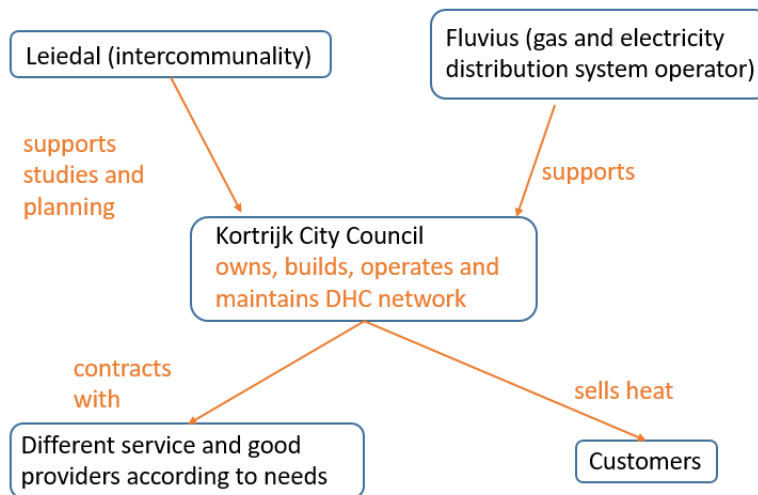 Leiedal (intercommunality)
Fluvius (gas and electricity
distribution system operator)
supports
studies and
planning
supports
Kortrijk City Council
owns, builds, operates and
maintains DHC network
contracts
with
sells heat
Different service and good
providers according to needs
Customers